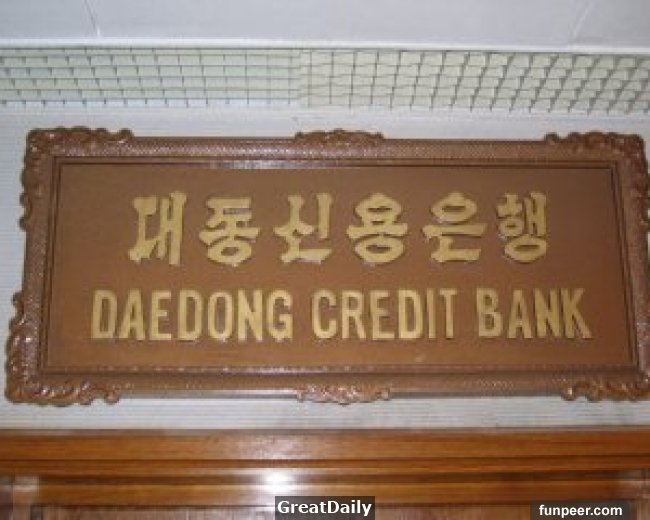 대동신용은행
DAEDONG CREDIT BANK
GreatDaily
funpeer.com